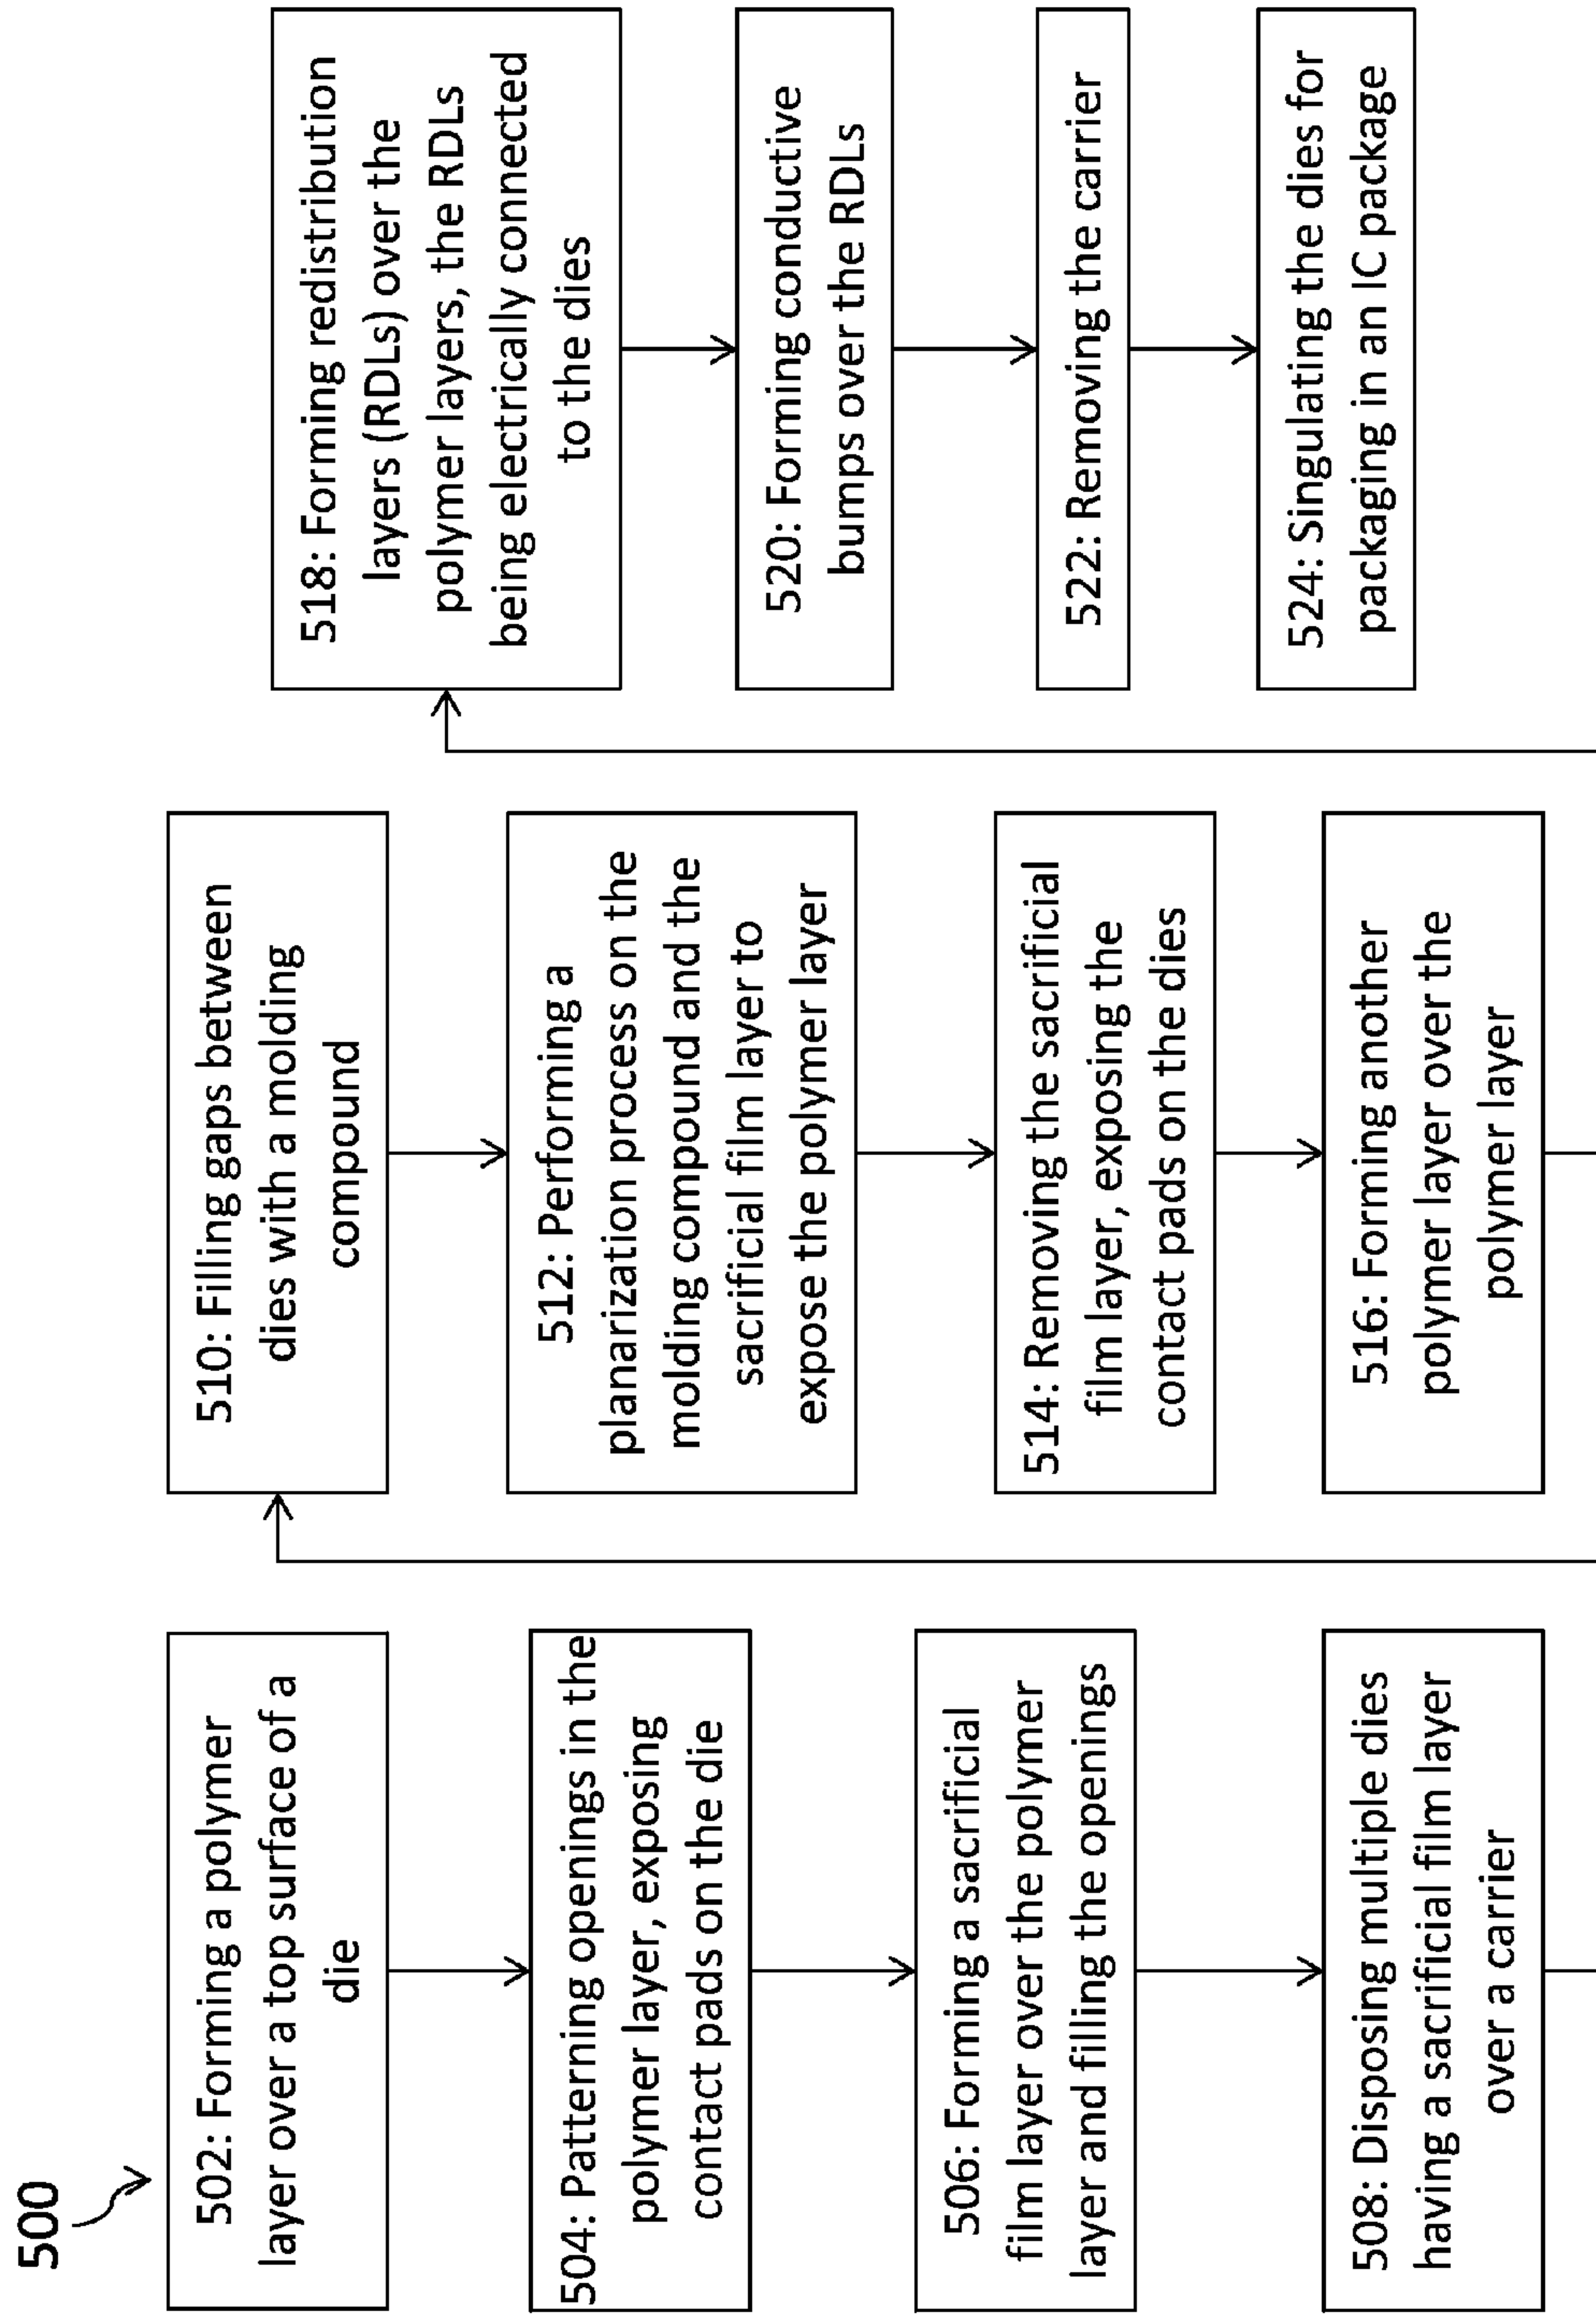 500
502: Forming a polymer
layer over a top surface of a
die
504: Patterning openings in the
polymer layer, exposing
contact pads on the die
506: Forming a sacrificial
film layer over the polymer
layer and filling the openings
508: Disposing multiple dies
having a sacrificial film layer
over a carrier
510: Filling gaps between
dies with a molding
compound
512: Performing a
planarization process on the
molding compound and the
sacrificial film layer to
expose the polymer layer
514: Removing the sacrificial
film layer, exposing the
contact pads on the dies
516: Forming another
polymer layer over the
polymer layer
518: Forming redistribution
layers (RDLs) over the
polymer layers, the RDLs
being electrically connected
to the dies
520: Forming conductive
bumps over the RDLs
522: Removing the carrier
524: Singulating the dies for
packaging in an IC package